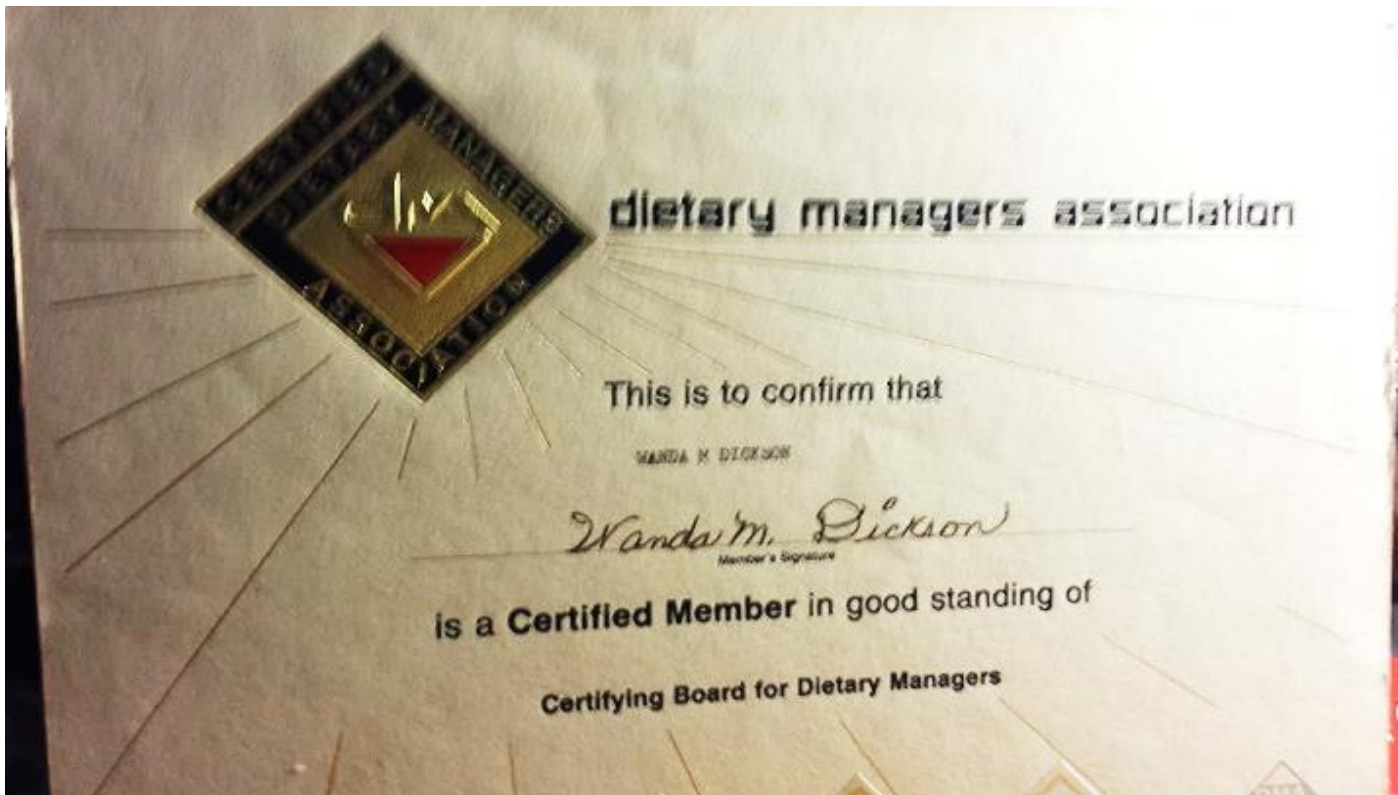 CERTIFIED
DIETARY MANAGERS
ASSOCIATION
dietary managers association
This is to confirm that
WANDA M DICKSON
Wanda M. Dickson
Member's Signature
is a Certified Member in good standing of
Certifying Board for Dietary Managers